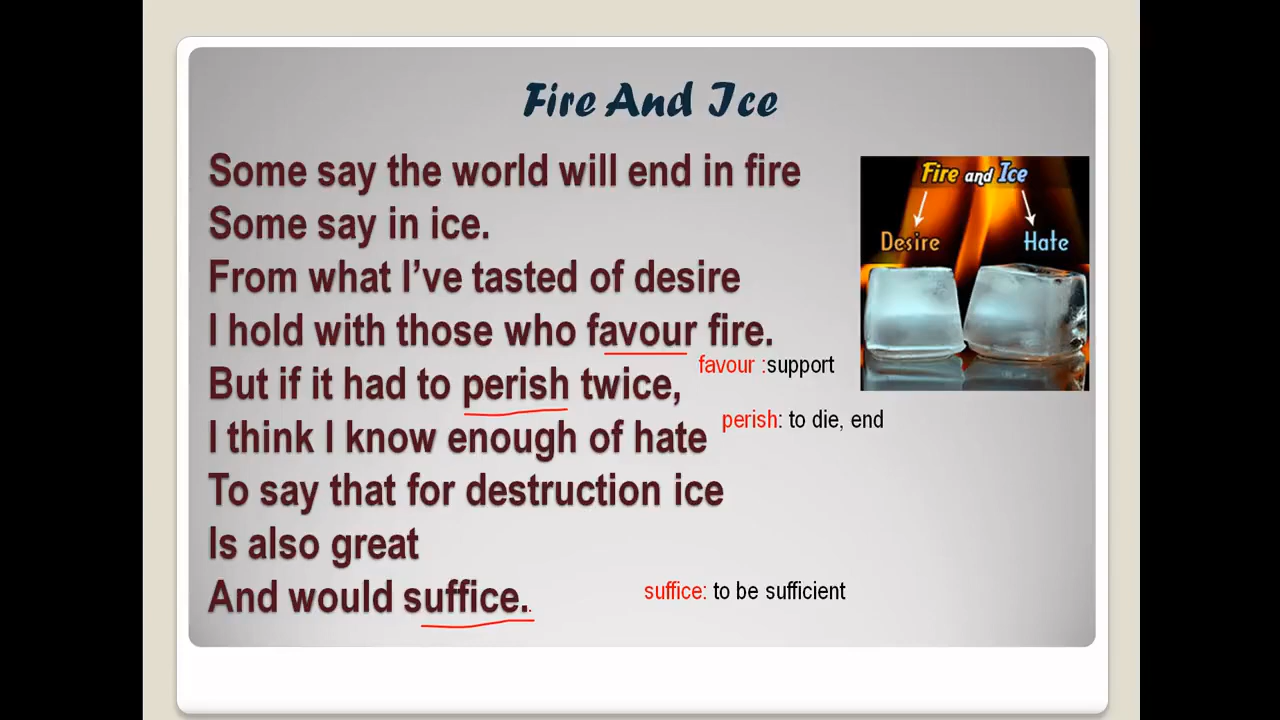 Fire And Ice
Some say the world will end in fire
Some say in ice.
From what I've tasted of desire
I hold with those who favour fire.
favour :support
But if it had to perish twice,
perish: to die, end
I think I know enough of hate
To say that for destruction ice
Is also great
And would suffice..
suffice: to be sufficient
Fire and Ice
Desire
Hate